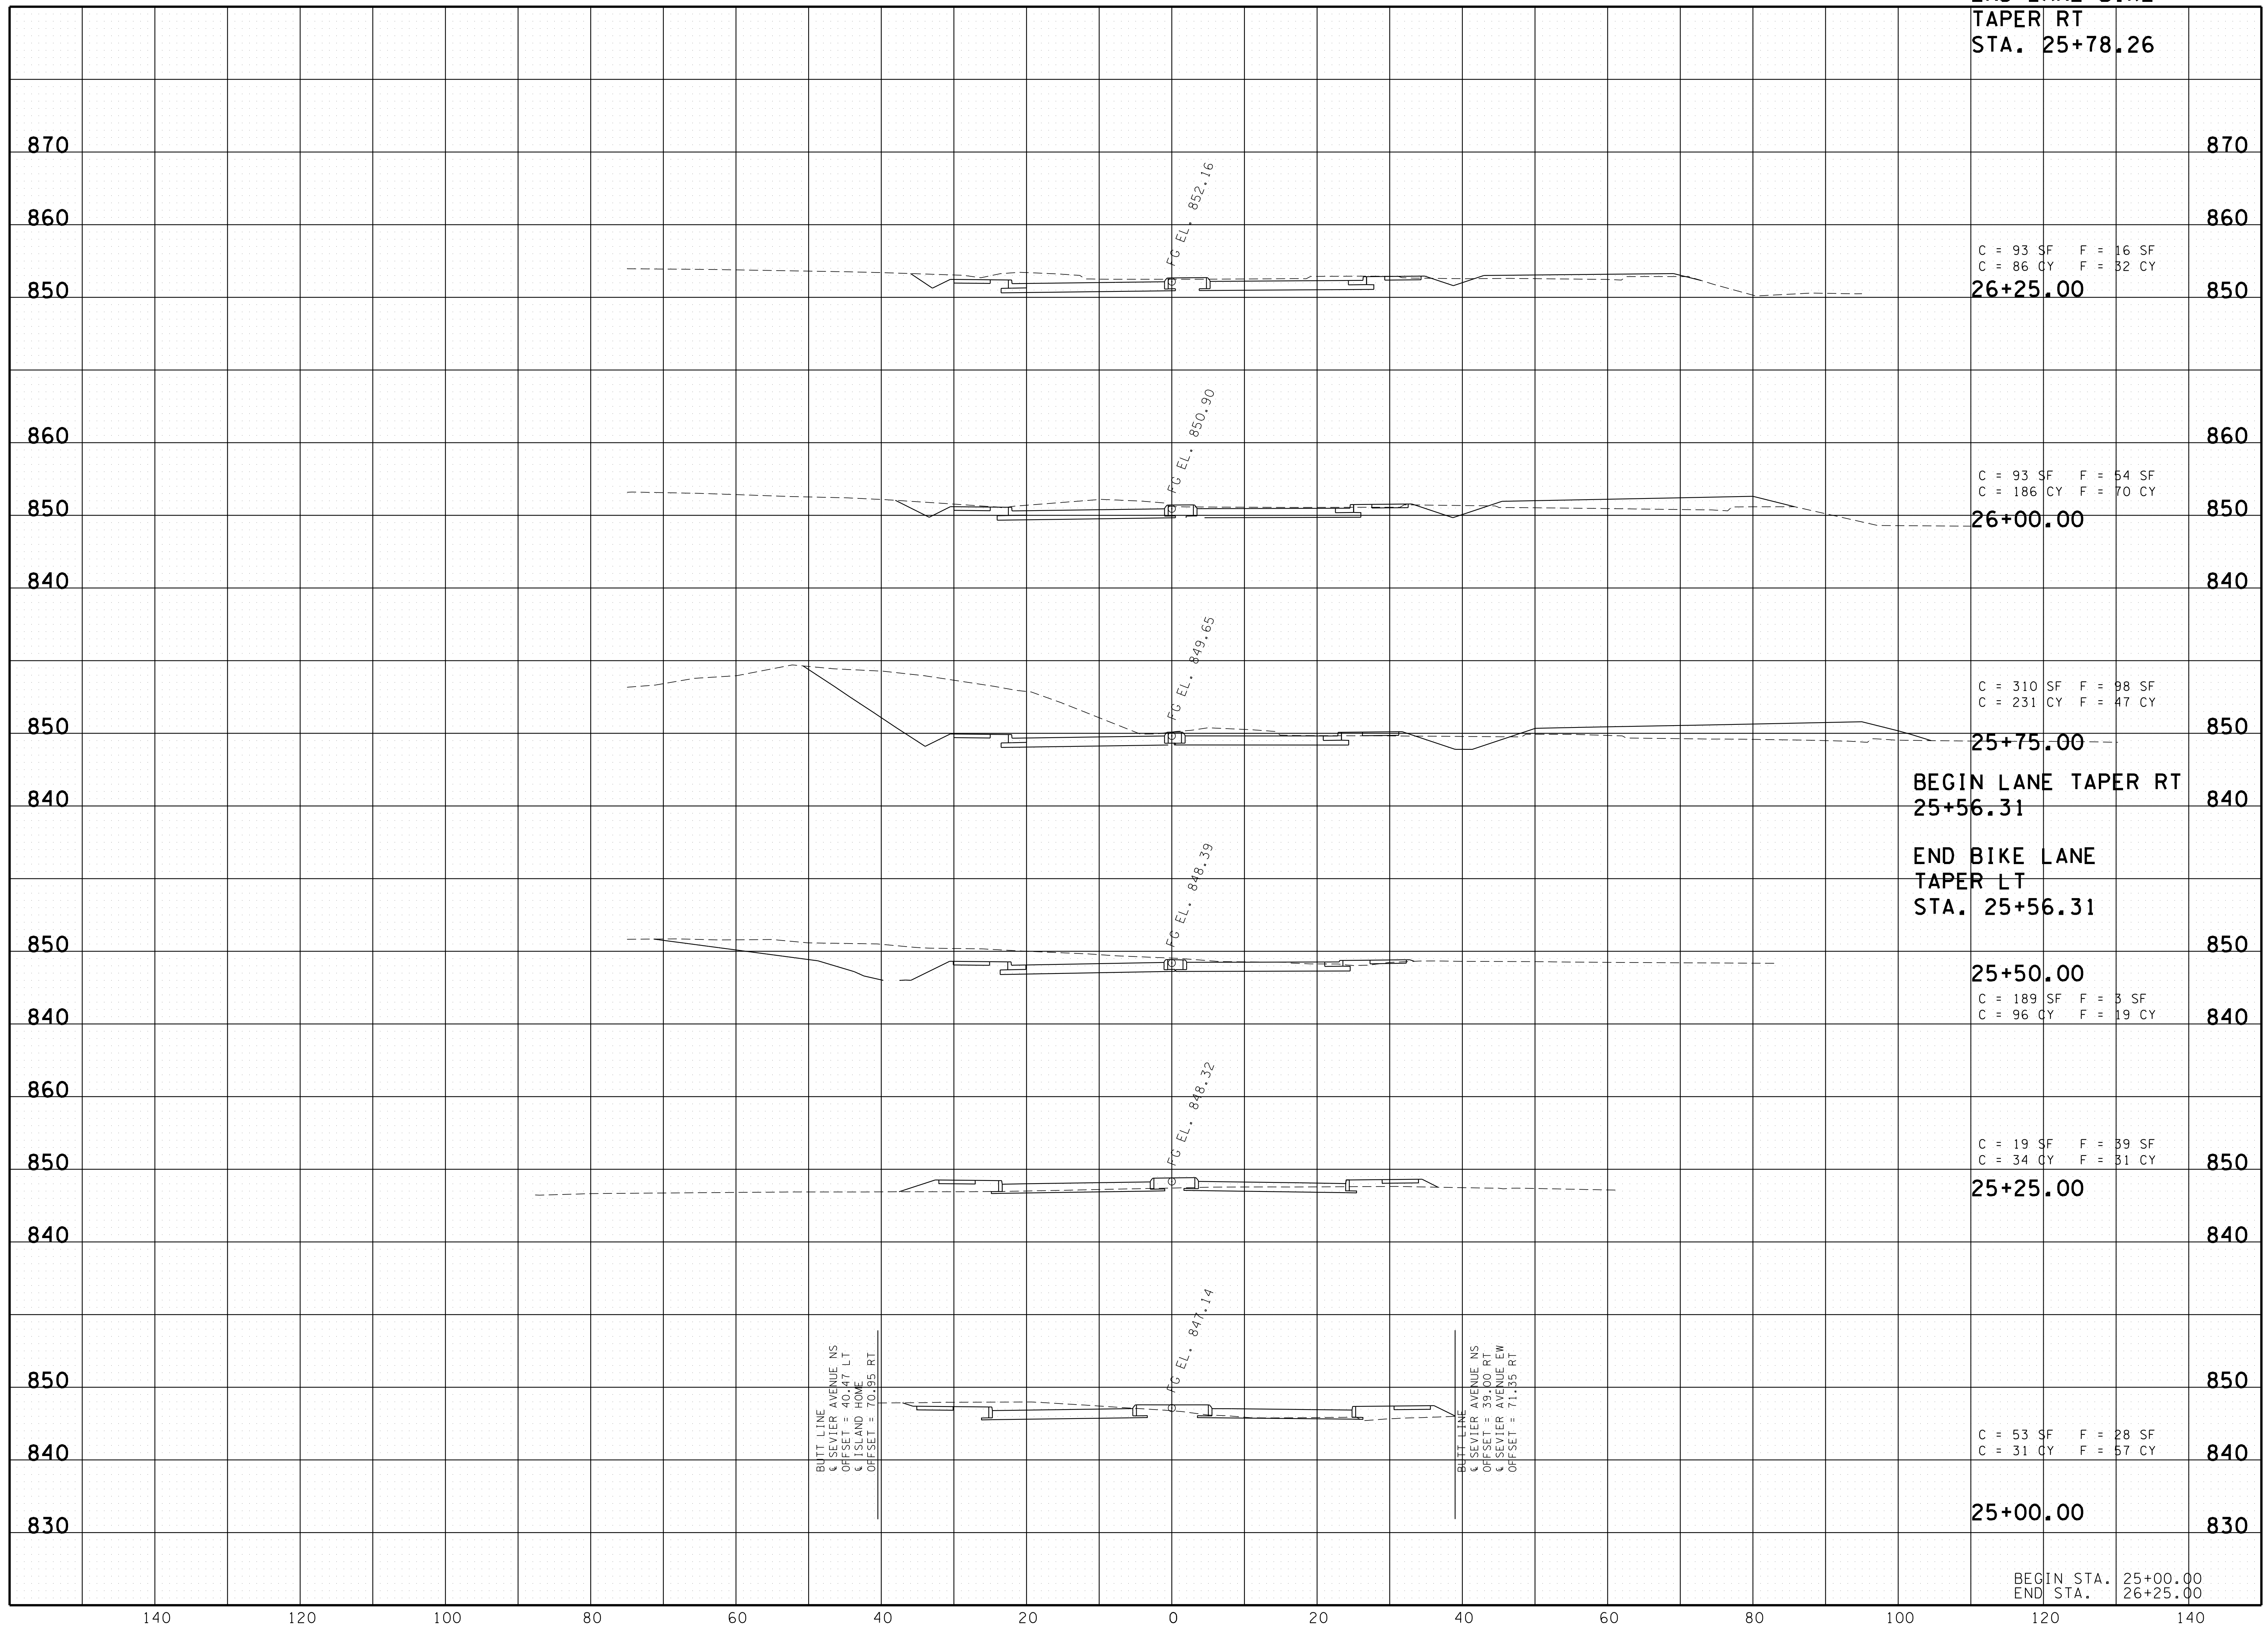 TAPER RT
STA. 25+78.26
870 870
FG EL. 852.16
860 860
C = 93 SF F = 16 SF
C = 86 CY F = 32 CY
26+25.00
850 850
FG EL. 850.90
860 860
C = 93 SF F = 54 SF
C = 186 CY F = 70 CY
850 850
26+00.00
840 840
FG EL. 849.65
C = 310 SF F = 98 SF
C = 231 CY F = 47 CY
850 850
25+75.00
BEGIN LANE TAPER RT
840 840
25+56.31
END BIKE LANE
TAPER LT
STA. 25+56.31
FG EL. 848.39
850 850
25+50.00
C = 189 SF F = 3 SF
C = 96 CY F = 19 CY
840 840
FG EL. 848.32
860 860
C = 19 SF F = 39 SF
C = 34 CY F = 31 CY
850 850
25+25.00
840 840
FG EL. 847.14
850 850
BUTT LINE
℄ SEVIER AVENUE NS
OFFSET = 40.47 LT
℄ ISLAND HOME
OFFSET = 70.95 RT
BUTT LINE
℄ SEVIER AVENUE NS
OFFSET = 39.00 RT
℄ SEVIER AVENUE EW
OFFSET = 71.35 RT
C = 53 SF F = 28 SF
C = 31 CY F = 57 CY
840 840
25+00.00
830 830
BEGIN STA. 25+00.00
END STA. 26+25.00
140 120 100 80 60 40 20 0 20 40 60 80 100 120 140